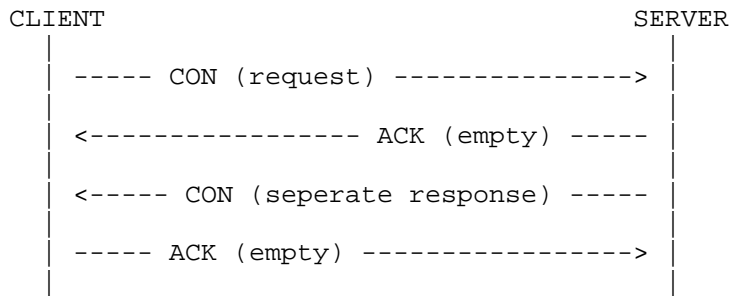 CLIENT SERVER
----- CON (request) --------------->
<----------------- ACK (empty) -----
<----- CON (seperate response) -----
----- ACK (empty) ----------------->